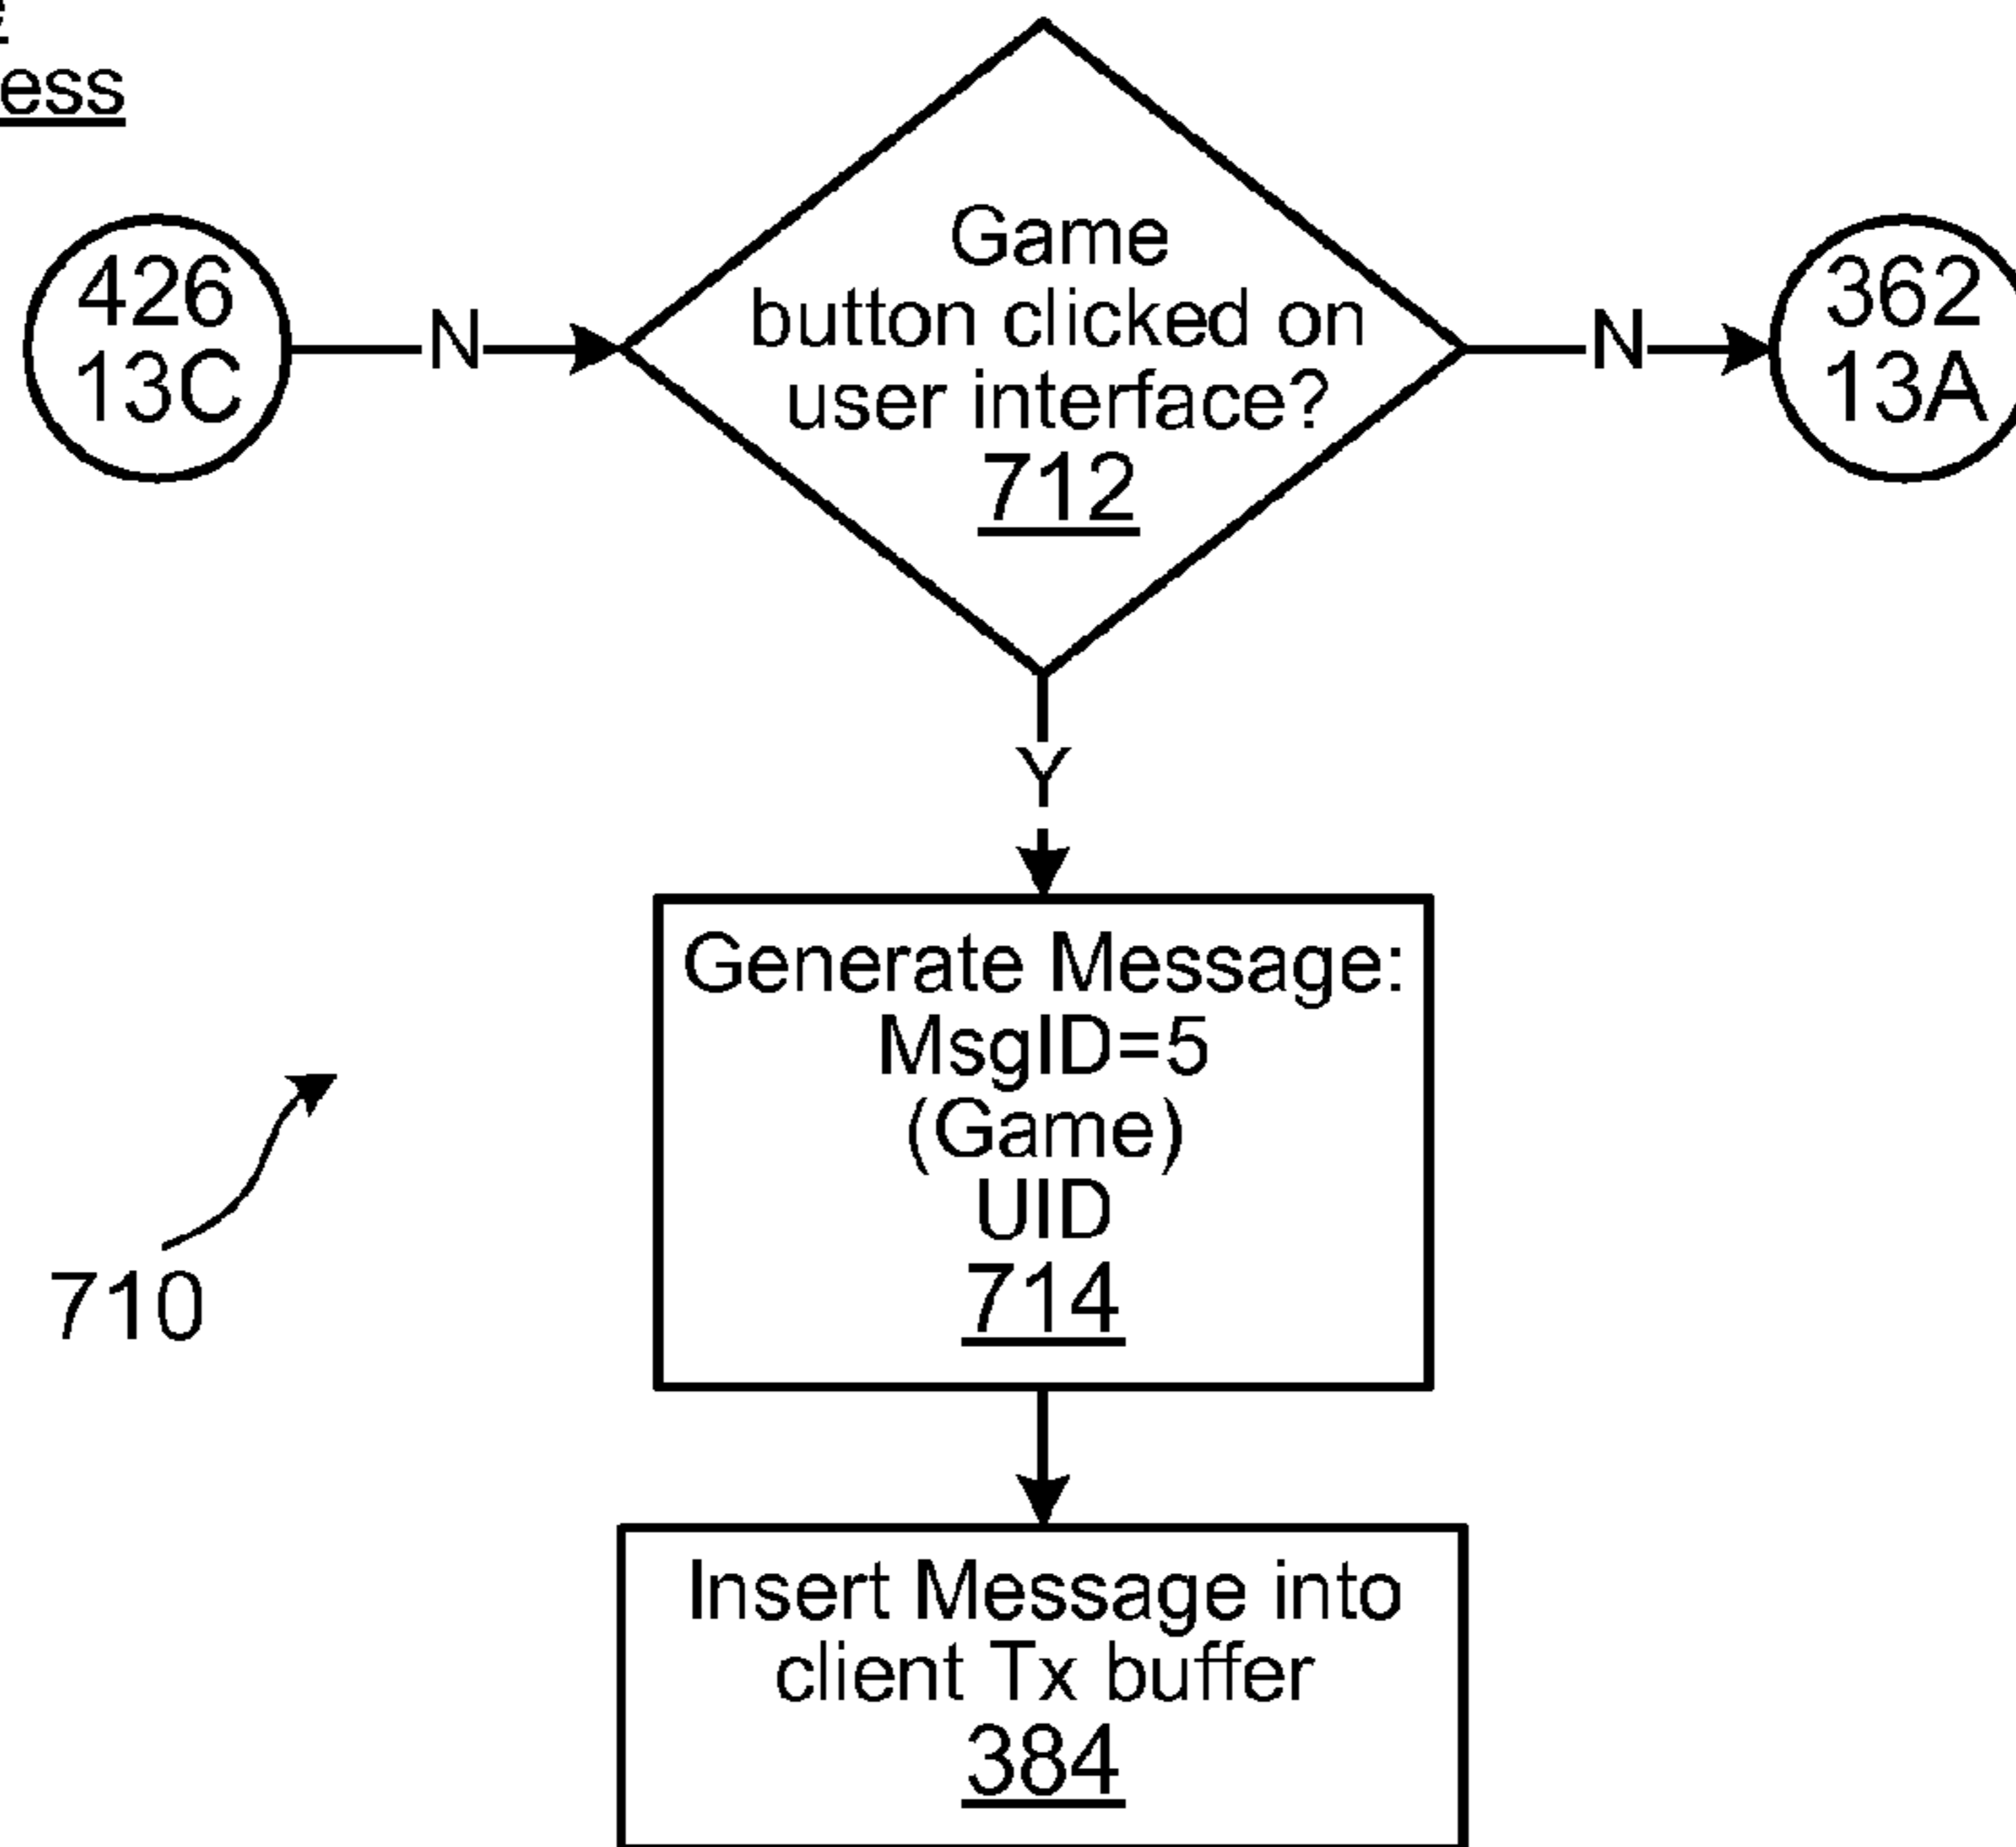 ess
Game
button clicked on
user interface?
712
426
13C
N
N
362
13A
Y
Generate Message:
MsgID=5
(Game)
UID
714
710
Insert Message into
client Tx buffer
384